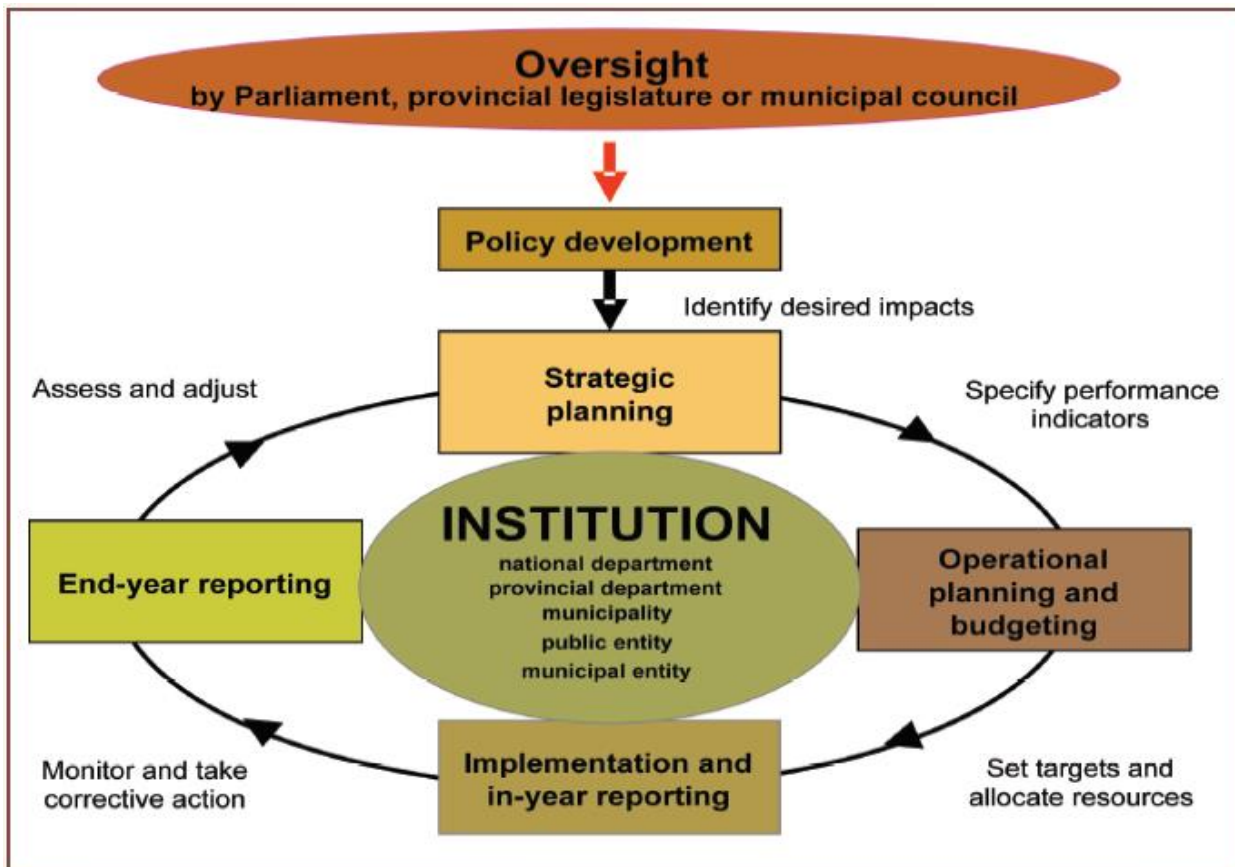 Oversight
by Parliament, provincial legislature or municipal council
Policy development
Identify desired impacts
Strategic
planning
Assess and adjust
Specify performance
indicators
INSTITUTION
national department
provincial department
municipality
public entity
municipal entity
End-year reporting
Operational
planning and
budgeting
Implementation and
in-year reporting
Monitor and take
corrective action
Set targets and
allocate resources